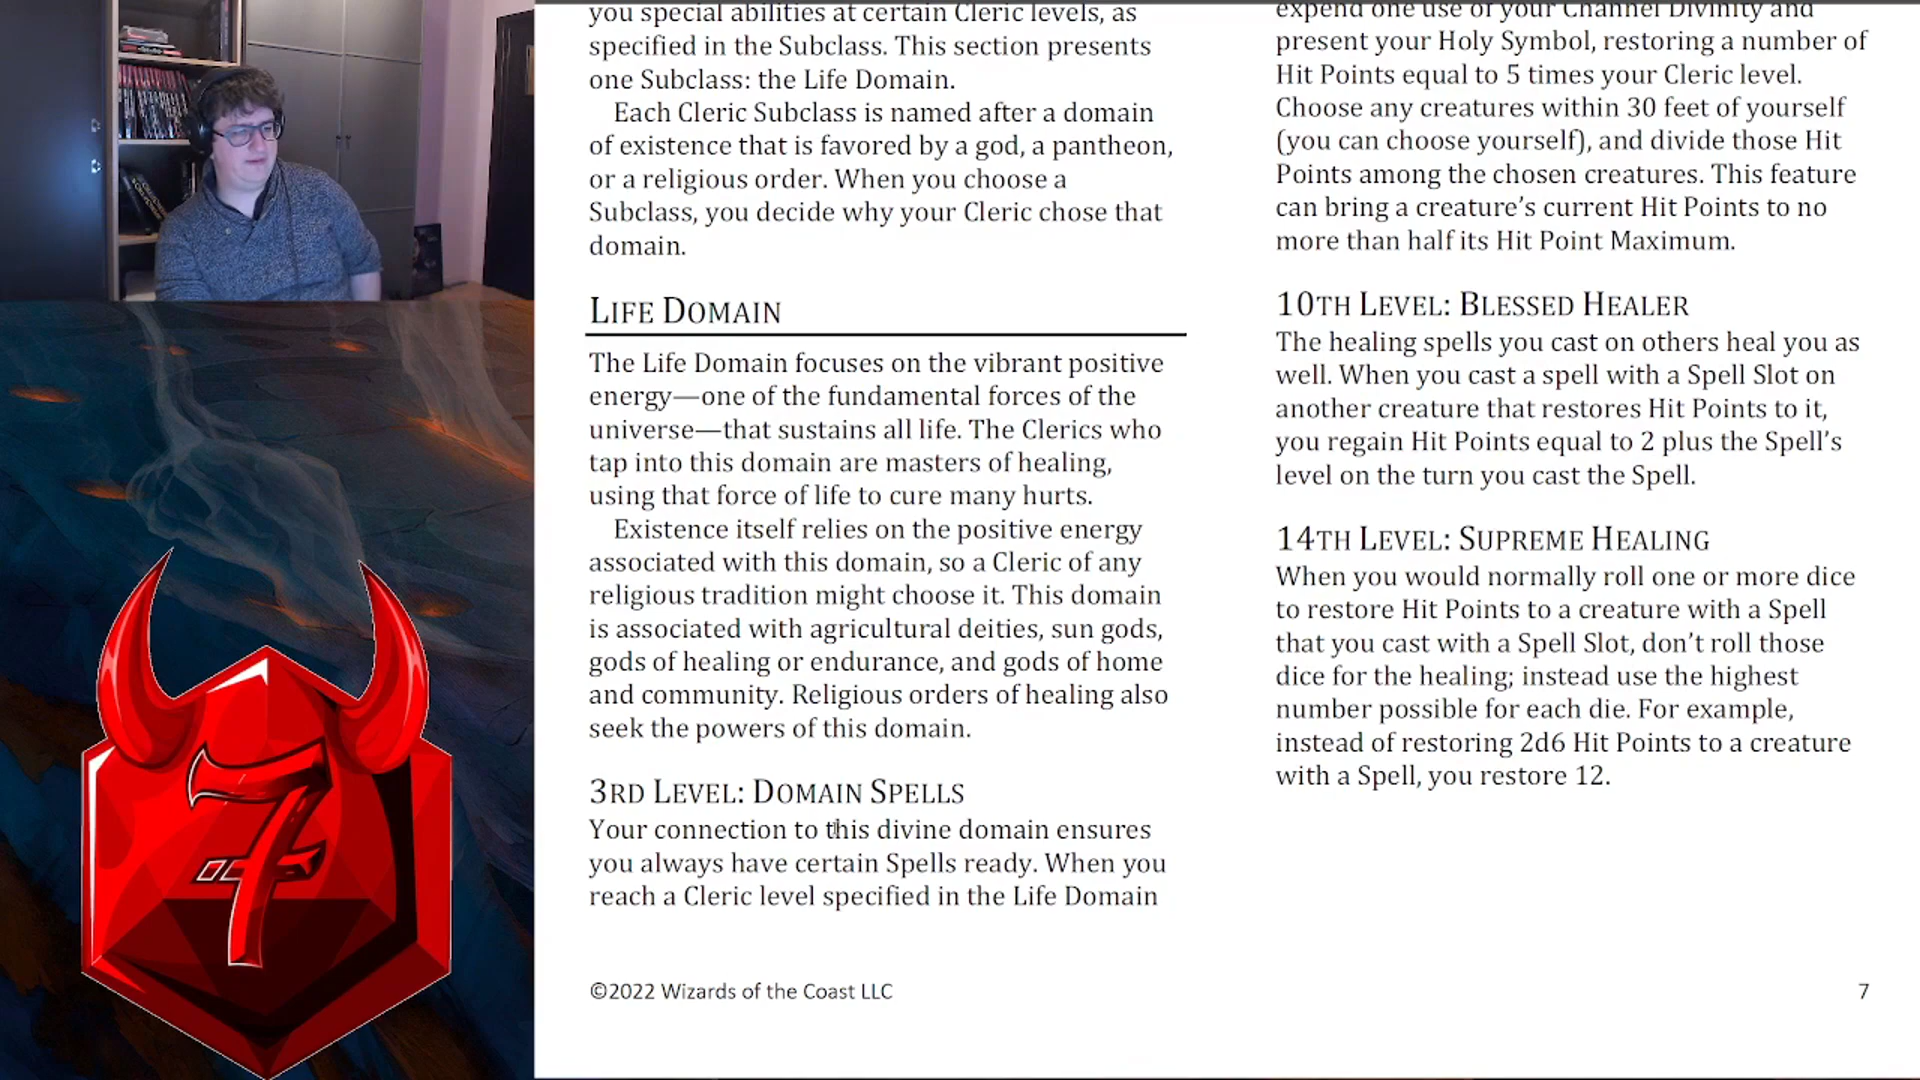 you special abilities at certain Cleric levels, as
specified in the Subclass. This section presents
one Subclass: the Life Domain.
Each Cleric Subclass is named after a domain
of existence that is favored by a god, a pantheon,
or a religious order. When you choose a
Subclass, you decide why your Cleric chose that
domain.
LIFE DOMAIN
The Life Domain focuses on the vibrant positive
energy—one of the fundamental forces of the
universe—that sustains all life. The Clerics who
tap into this domain are masters of healing,
using that force of life to cure many hurts.
Existence itself relies on the positive energy
associated with this domain, so a Cleric of any
religious tradition might choose it. This domain
is associated with agricultural deities, sun gods,
gods of healing or endurance, and gods of home
and community. Religious orders of healing also
seek the powers of this domain.
3RD LEVEL: DOMAIN SPELLS
Your connection to this divine domain ensures
you always have certain Spells ready. When you
reach a Cleric level specified in the Life Domain
expend one use of your Channel Divinity and
present your Holy Symbol, restoring a number of
Hit Points equal to 5 times your Cleric level.
Choose any creatures within 30 feet of yourself
(you can choose yourself), and divide those Hit
Points among the chosen creatures. This feature
can bring a creature’s current Hit Points to no
more than half its Hit Point Maximum.
10TH LEVEL: BLESSED HEALER
The healing spells you cast on others heal you as
well. When you cast a spell with a Spell Slot on
another creature that restores Hit Points to it,
you regain Hit Points equal to 2 plus the Spell’s
level on the turn you cast the Spell.
14TH LEVEL: SUPREME HEALING
When you would normally roll one or more dice
to restore Hit Points to a creature with a Spell
that you cast with a Spell Slot, don’t roll those
dice for the healing; instead use the highest
number possible for each die. For example,
instead of restoring 2d6 Hit Points to a creature
with a Spell, you restore 12.
©2022 Wizards of the Coast LLC
7
7